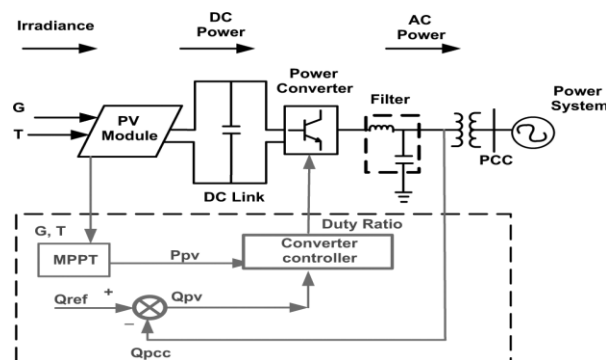 Irradiance
DC
Power
AC
Power
Power
Converter
Filter
Power
System
G
T
PV
Module
DC Link
PCC
G, T
Duty Ratio
MPPT
Ppv
Converter
controller
Qref
+
Qpv
−
Qpcc